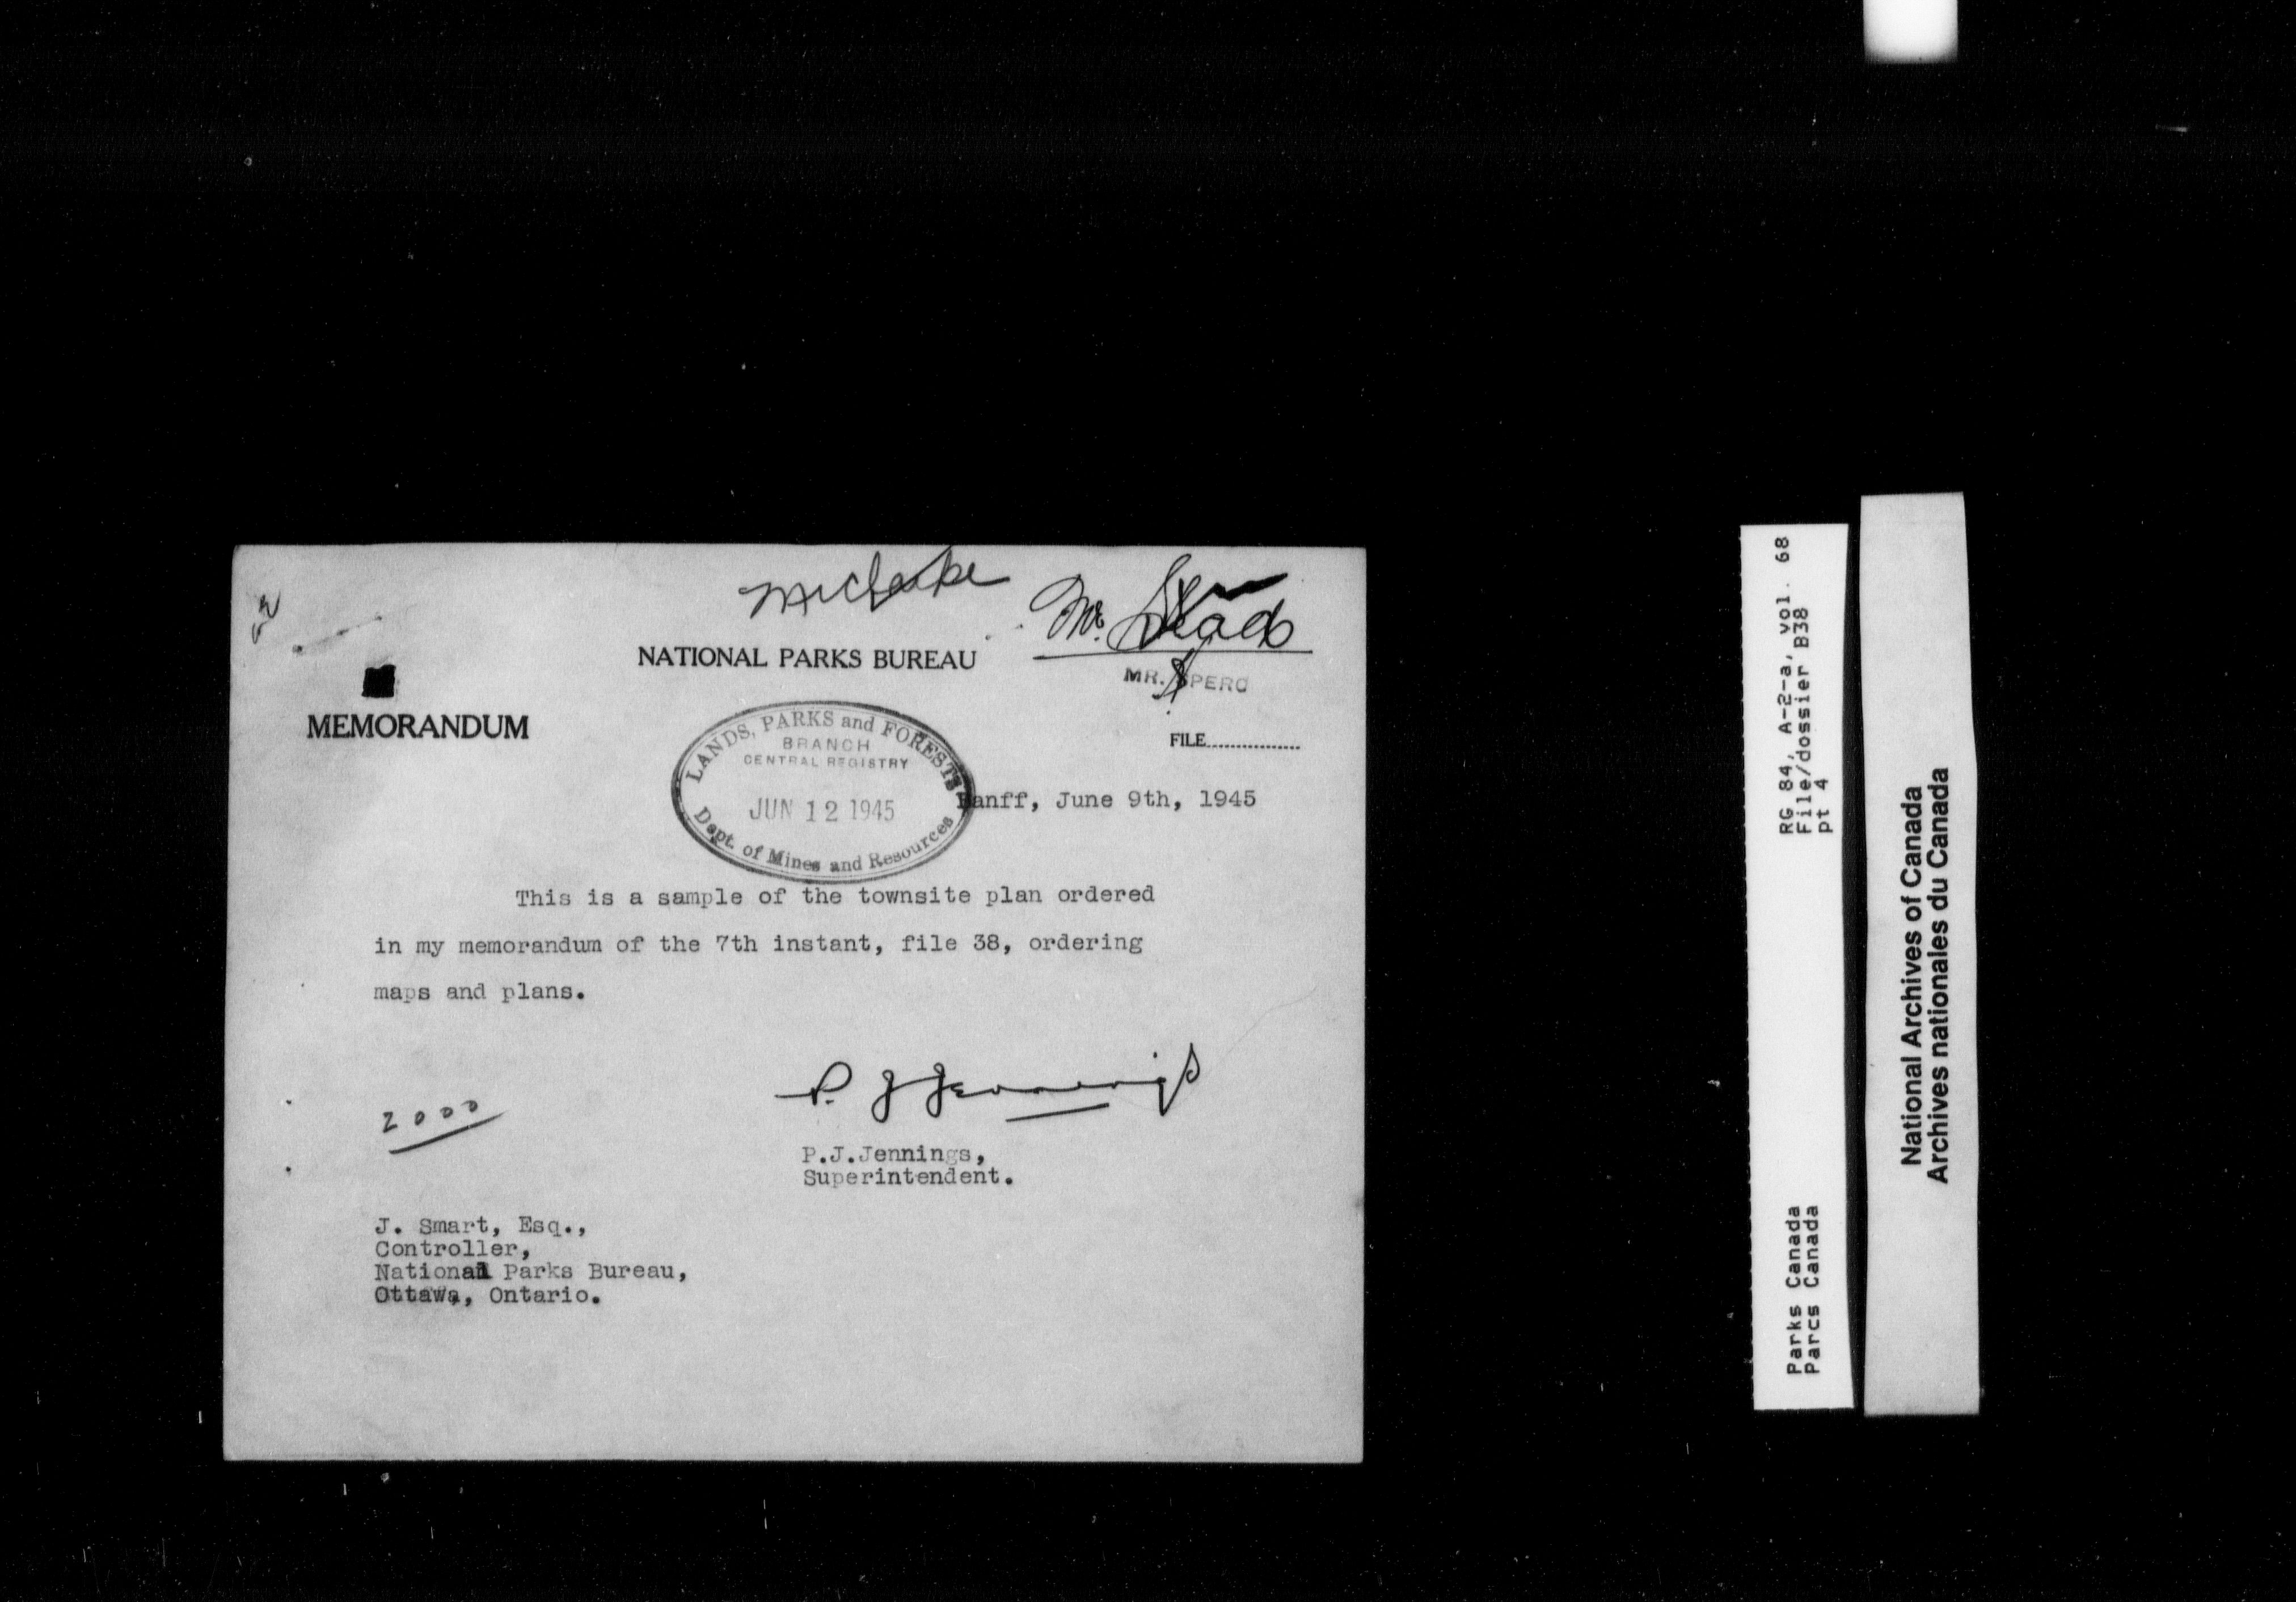 NATIONAL PARKS BUREAU
MR. SPERO
MEMORANDUM
FILE................
LANDS, PARKS and FORESTS
BRANCH
CENTRAL REGISTRY
JUN 12 1945
Dept. of Mines and Resources
Banff, June 9th, 1945
This is a sample of the townsite plan ordered
in my memorandum of the 7th instant, file 38, ordering
maps and plans.
P. J Jennings
2000
P.J.Jennings,
Superintendent.
J. Smart, Esq.,
Controller,
National Parks Bureau,
Ottawa, Ontario.
RG 84, A-2-a, vol. 68
File/dossier B38
pt 4
Parks Canada
Parcs Canada
National Archives of Canada
Archives nationales du Canada